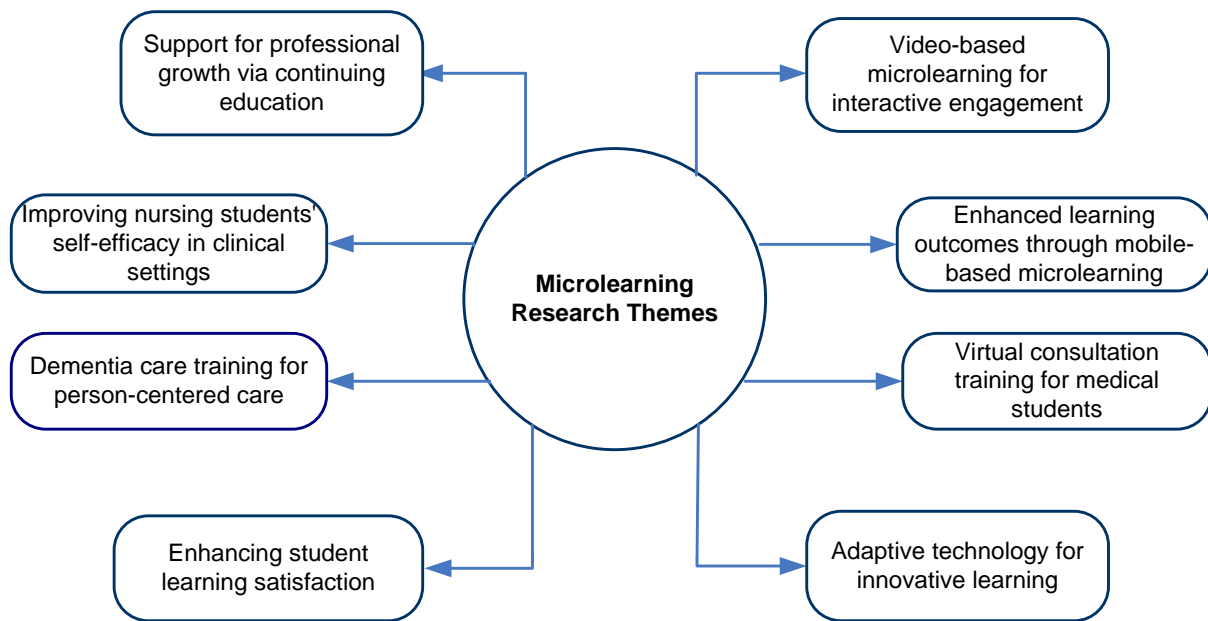 Support for professional
growth via continuing
education
Video-based
microlearning for
interactive engagement
Improving nursing students'
self-efficacy in clinical
settings
Enhanced learning
outcomes through mobile-
based microlearning
Microlearning
Research Themes
Dementia care training for
person-centered care
Virtual consultation
training for medical
students
Enhancing student
learning satisfaction
Adaptive technology for
innovative learning